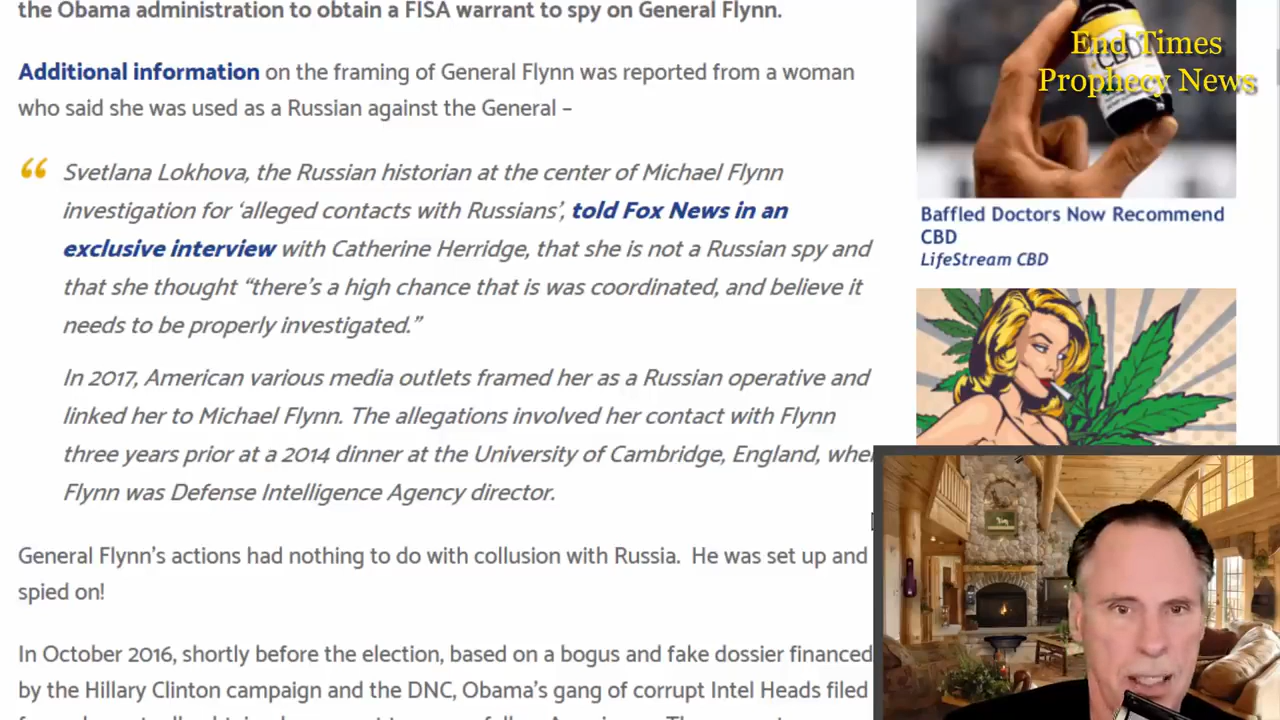 the Obama administration to obtain a FISA warrant to spy on General Flynn.
Additional information on the framing of General Flynn was reported from a woman
who said she was used as a Russian against the General –
“ Svetlana Lokhova, the Russian historian at the center of Michael Flynn
investigation for ‘alleged contacts with Russians’, told Fox News in an
exclusive interview with Catherine Herridge, that she is not a Russian spy and
that she thought “there’s a high chance that is was coordinated, and believe it
needs to be properly investigated.”
In 2017, American various media outlets framed her as a Russian operative and
linked her to Michael Flynn. The allegations involved her contact with Flynn
three years prior at a 2014 dinner at the University of Cambridge, England,
Flynn was Defense Intelligence Agency director.
General Flynn’s actions had nothing to do with collusion with Russia. He was set up and
spied on!
In October 2016, shortly before the election, based on a bogus and fake dossier financed
by the Hillary Clinton campaign and the DNC, Obama’s gang of corrupt Intel Heads filed
End Times
Prophecy News
CBD
Baffled Doctors Now Recommend
CBD
LifeStream CBD